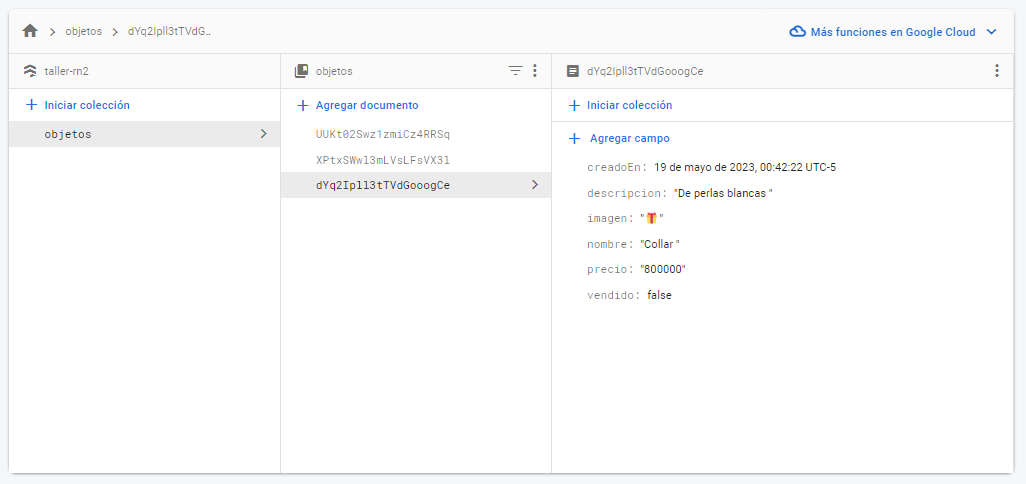 objetos
dYq2Ipll3tTVdG…
Más funciones en Google Cloud
taller-rn2
Iniciar colección
objetos
objetos
Agregar documento
UUKt02Swz1zmiCz4RRSq
XPtxSWwl3mLVsLFsVX3l
dYq2Ipll3tTVdGooogCe
dYq2Ipll3tTVdGooogCe
Iniciar colección
Agregar campo
creadoEn: 19 de mayo de 2023, 00:42:22 UTC-5
descripcion: "De perlas blancas "
imagen: "🎁"
nombre: "Collar "
precio: "800000"
vendido: false